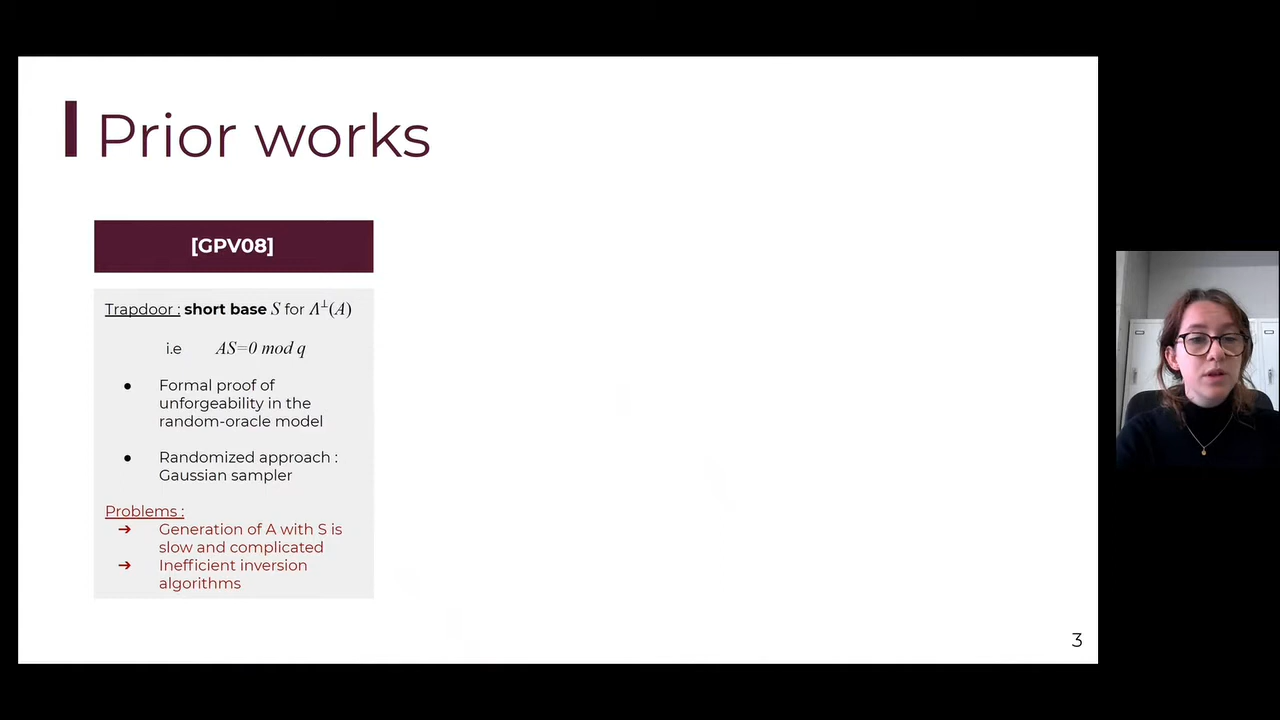 Prior works
[GPV08]
Trapdoor : short base S for Λ⊥(A)
i.e AS=0 mod q
● Formal proof of
unforgeability in the
random-oracle model
● Randomized approach :
Gaussian sampler
Problems :
➔ Generation of A with S is
slow and complicated
➔ Inefficient inversion
algorithms
3